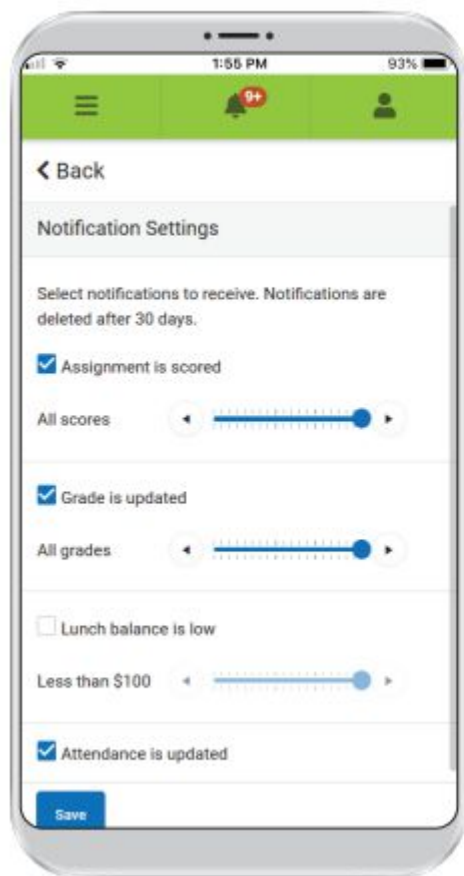 1:55 PM
93%
9+
Back
Notification Settings
Select notifications to receive. Notifications are
deleted after 30 days.
Assignment is scored
All scores
Grade is updated
All grades
Lunch balance is low
Less than $100
Attendance is updated
Save